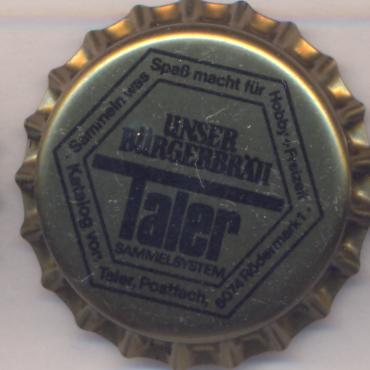 Sammeln was
Spaß macht für
Hobby + Freizeit
UNSER
BÜRGERBRÄU
Taler
SAMMELSYSTEM
Katalog von:
Taler, Postfach,
6074 Rödermark 1.